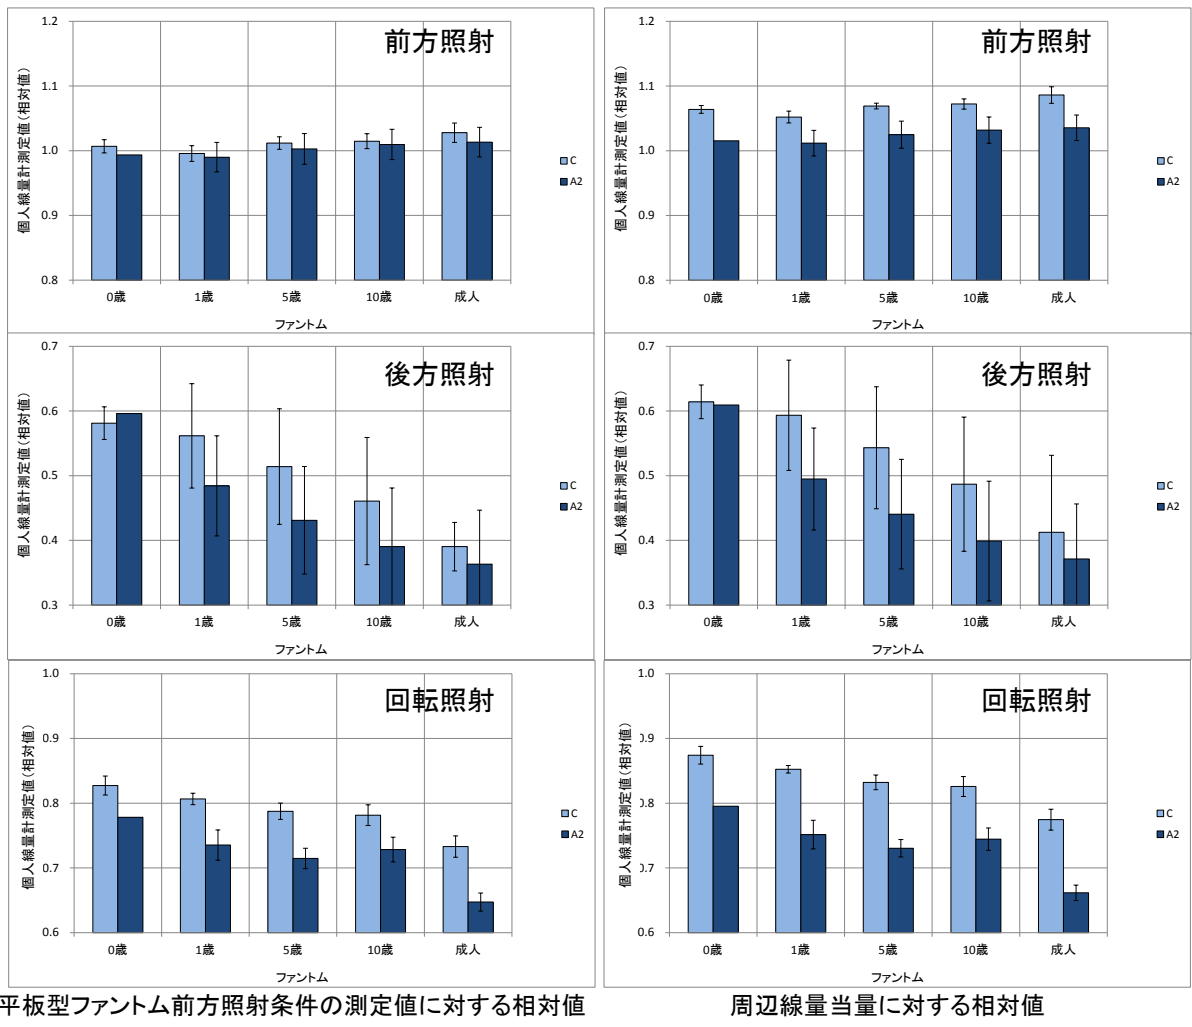 前方照射
個人線量計測定値（相対値）
1.2
1.1
1.0
0.9
0.8
0歳 1歳 5歳 10歳 成人
ファントム
C
A2
前方照射
個人線量計測定値（相対値）
1.2
1.1
1.0
0.9
0.8
0歳 1歳 5歳 10歳 成人
ファントム
C
A2
後方照射
個人線量計測定値（相対値）
0.7
0.6
0.5
0.4
0.3
0歳 1歳 5歳 10歳 成人
ファントム
C
A2
後方照射
個人線量計測定値（相対値）
0.7
0.6
0.5
0.4
0.3
0歳 1歳 5歳 10歳 成人
ファントム
C
A2
回転照射
個人線量計測定値（相対値）
1.0
0.9
0.8
0.7
0.6
0歳 1歳 5歳 10歳 成人
ファントム
C
A2
回転照射
個人線量計測定値（相対値）
1.0
0.9
0.8
0.7
0.6
0歳 1歳 5歳 10歳 成人
ファントム
C
A2
平板型ファントム前方照射条件の測定値に対する相対値
周辺線量当量に対する相対値